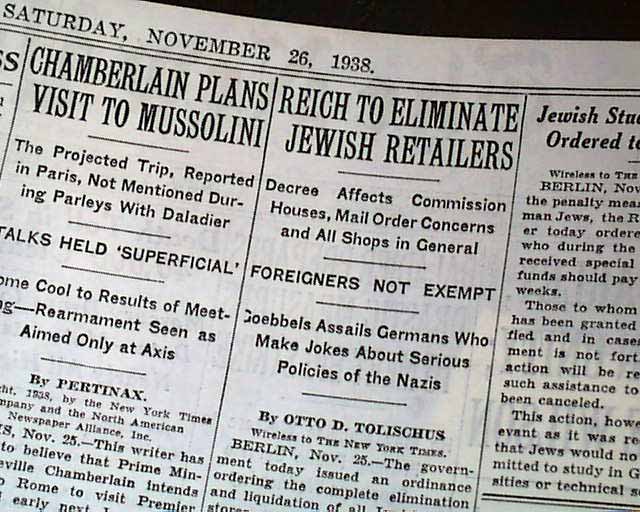 SATURDAY, NOVEMBER 26, 1938.
CHAMBERLAIN PLANS
VISIT TO MUSSOLINI
The Projected Trip, Reported
in Paris, Not Mentioned Dur-
ing Parleys With Daladier
TALKS HELD 'SUPERFICIAL'
ome Cool to Results of Meet-
g—Rearmament Seen as
Aimed Only at Axis
By PERTINAX.
ht, 1938, by the New York Times
mpany and the North American
Newspaper Alliance, Inc.
S, Nov. 25.—This writer has
to believe that Prime Min-
eville Chamberlain intends
o Rome to visit Premier
early next
REICH TO ELIMINATE
JEWISH RETAILERS
Decree Affects Commission
Houses, Mail Order Concerns
and All Shops in General
FOREIGNERS NOT EXEMPT
Goebbels Assails Germans Who
Make Jokes About Serious
Policies of the Nazis
By OTTO D. TOLISCHUS
Wireless to THE NEW YORK TIMES.
BERLIN, Nov. 25.—The govern-
ment today issued an ordinance
ordering the complete elimination
and liquidation of all
Jewish Stu
Ordered to
Wireless to THE
BERLIN, Nov
the penalty mea
man Jews, the R
er today ordere
who during the
received special
funds should pay
weeks.
Those to whom
has been granted
fied and in case
ment is not fort
action will be re
such assistance to
been canceled.
This action, howe
evant as it was re
that Jews would no
mitted to study in G
sities or technical s